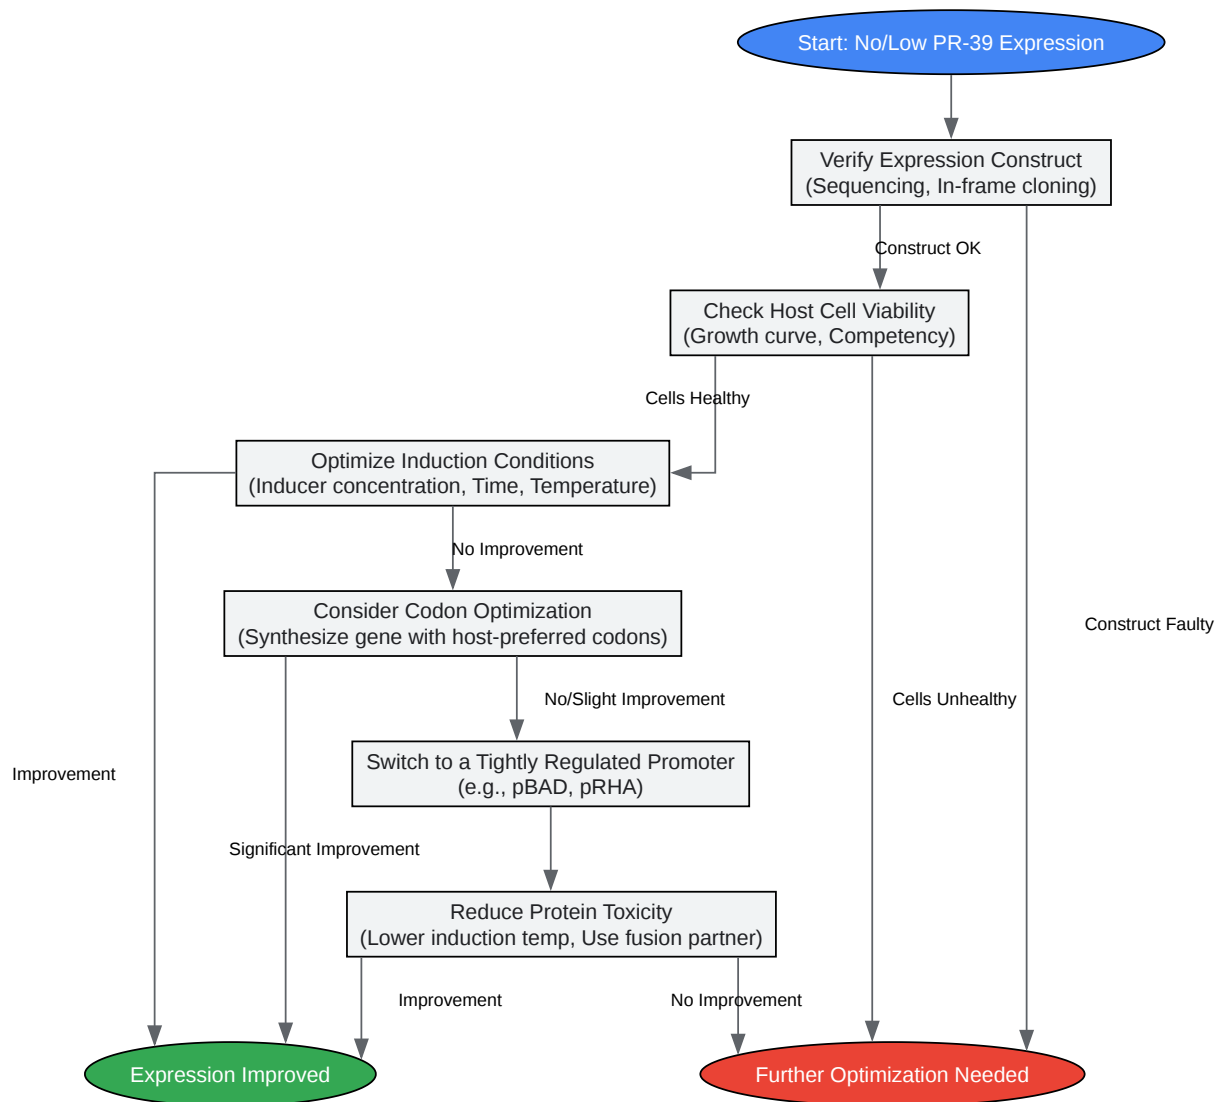 Start: No/Low PR-39 Expression
Verify Expression Construct
(Sequencing, In-frame cloning)
Construct OK
Check Host Cell Viability
(Growth curve, Competency)
Cells Healthy
Optimize Induction Conditions
(Inducer concentration, Time, Temperature)
No Improvement
Consider Codon Optimization
(Synthesize gene with host-preferred codons)
Construct Faulty
No/Slight Improvement
Cells Unhealthy
Switch to a Tightly Regulated Promoter
(e.g., pBAD, pRHA)
Improvement
Significant Improvement
Reduce Protein Toxicity
(Lower induction temp, Use fusion partner)
Improvement
No Improvement
Expression Improved
Further Optimization Needed